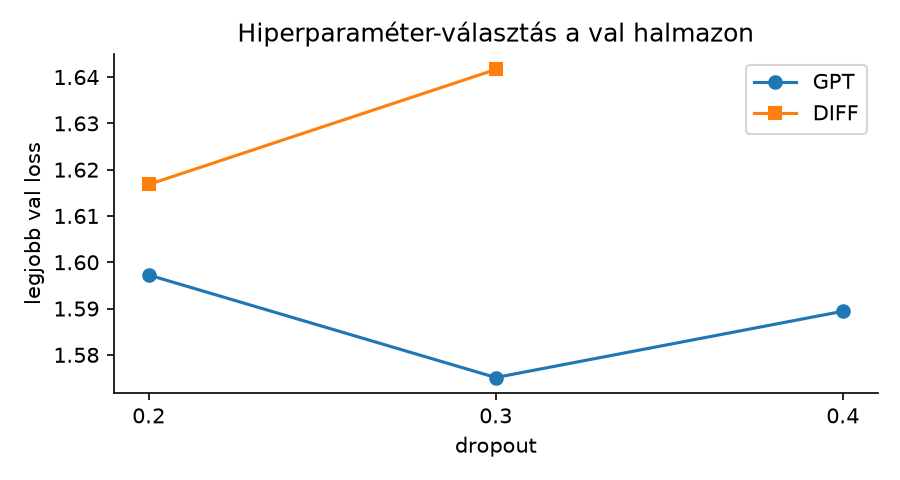 Hiperparaméter-választás a val halmazon
legjobb val loss
1.64
1.63
1.62
1.61
1.60
1.59
1.58
GPT
DIFF
0.2
0.3
0.4
dropout